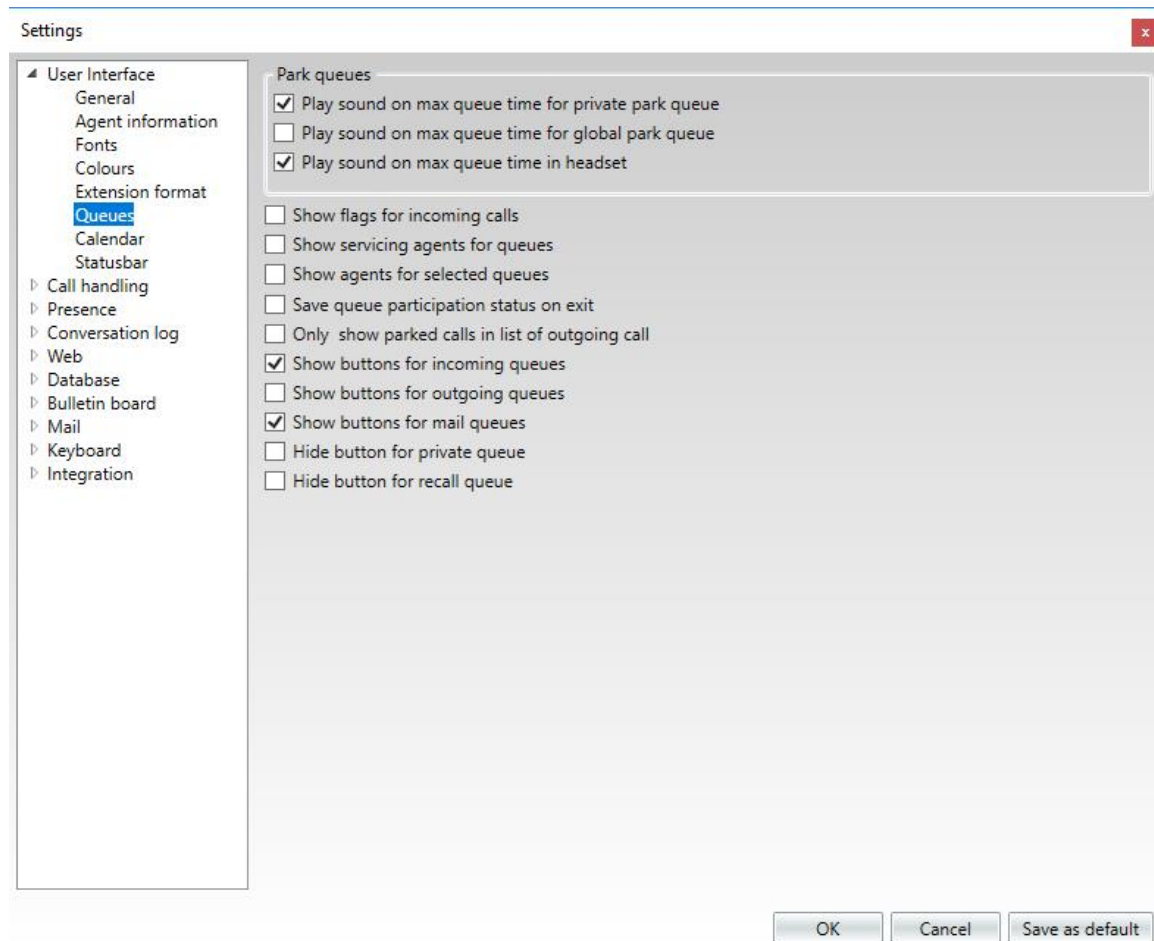 Settings
x
User Interface
General
Agent information
Fonts
Colours
Extension format
Queues
Calendar
Statusbar
Call handling
Presence
Conversation log
Web
Database
Bulletin board
Mail
Keyboard
Integration
Park queues
Play sound on max queue time for private park queue
Play sound on max queue time for global park queue
Play sound on max queue time in headset
Show flags for incoming calls
Show servicing agents for queues
Show agents for selected queues
Save queue participation status on exit
Only  show parked calls in list of outgoing call
Show buttons for incoming queues
Show buttons for outgoing queues
Show buttons for mail queues
Hide button for private queue
Hide button for recall queue
OK
Cancel
Save as default